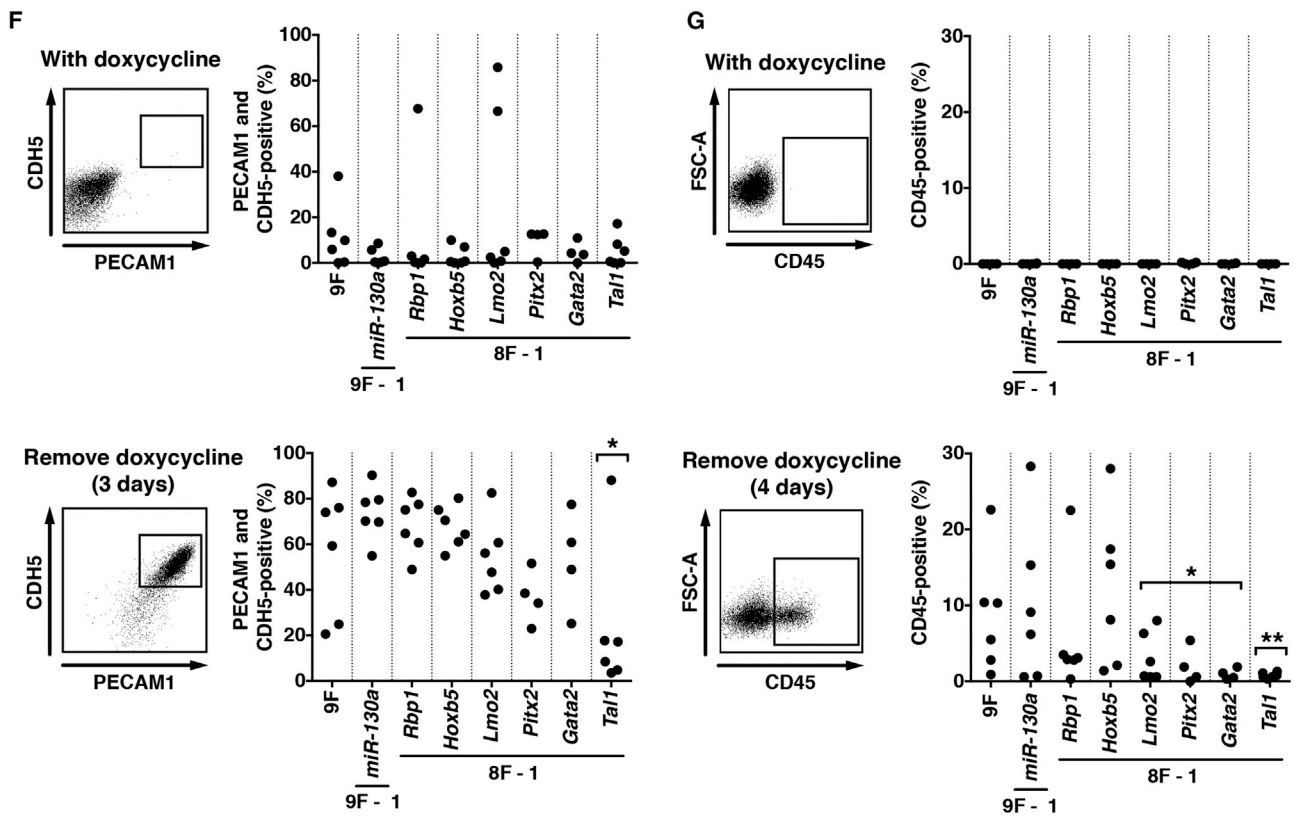 F
With doxycycline
CDH5
PECAM1
PECAM1 and
CDH5-positive (%)
100
80
60
40
20
0
9F
miR-130a
Rbp1
Hoxb5
Lmo2
Pitx2
Gata2
Tal1
8F - 1
9F - 1
G
With doxycycline
FSC-A
CD45
CD45-positive (%)
30
20
10
0
9F
miR-130a
Rbp1
Hoxb5
Lmo2
Pitx2
Gata2
Tal1
8F - 1
9F - 1
Remove doxycycline
(3 days)
CDH5
PECAM1
PECAM1 and
CDH5-positive (%)
100
80
60
40
20
0
*
9F
miR-130a
Rbp1
Hoxb5
Lmo2
Pitx2
Gata2
Tal1
8F - 1
9F - 1
Remove doxycycline
(4 days)
FSC-A
CD45
CD45-positive (%)
30
20
10
0
*
**
9F
miR-130a
Rbp1
Hoxb5
Lmo2
Pitx2
Gata2
Tal1
8F - 1
9F - 1